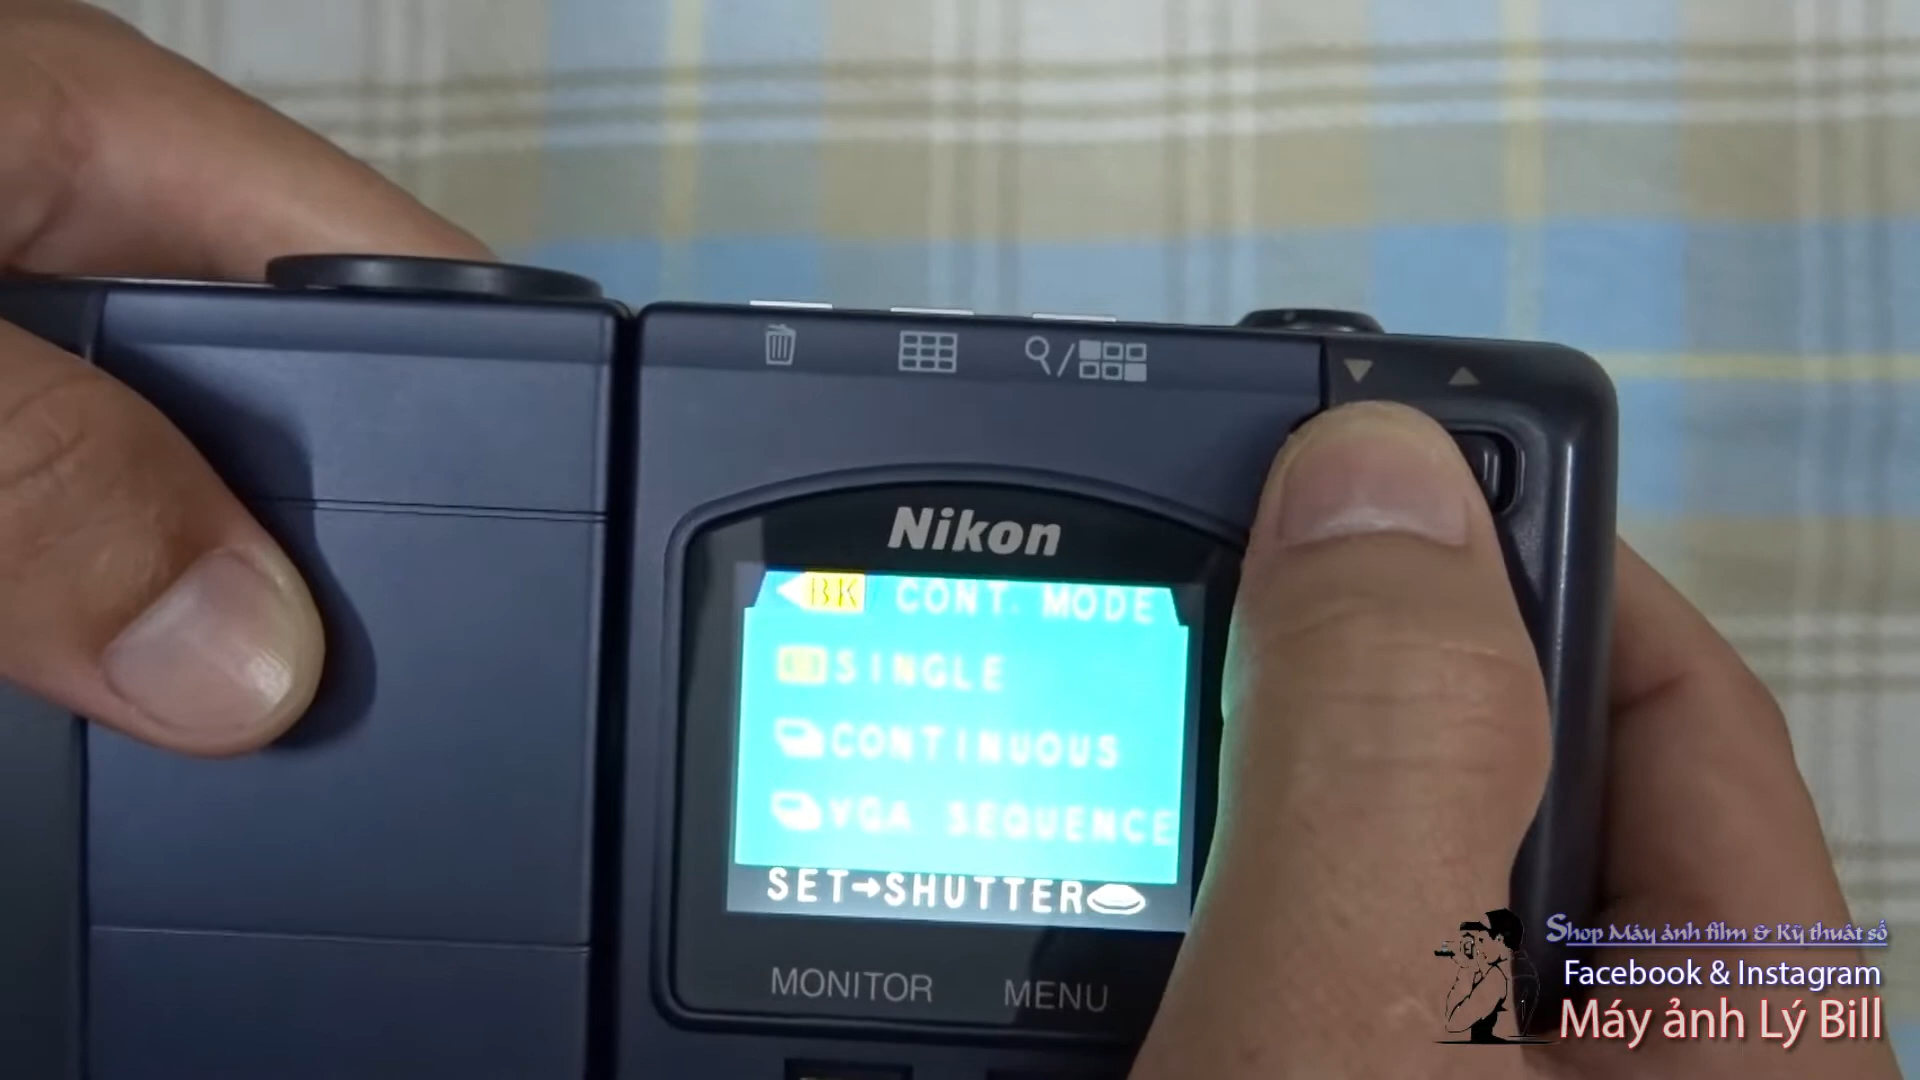 Nikon
BK CONT. MODE
SINGLE
CONTINUOUS
VGA SEQUENCE
SET→SHUTTER
MONITOR MENU
Shop Máy ảnh film & Kỹ thuật số
Facebook & Instagram
Máy ảnh Lý Bill